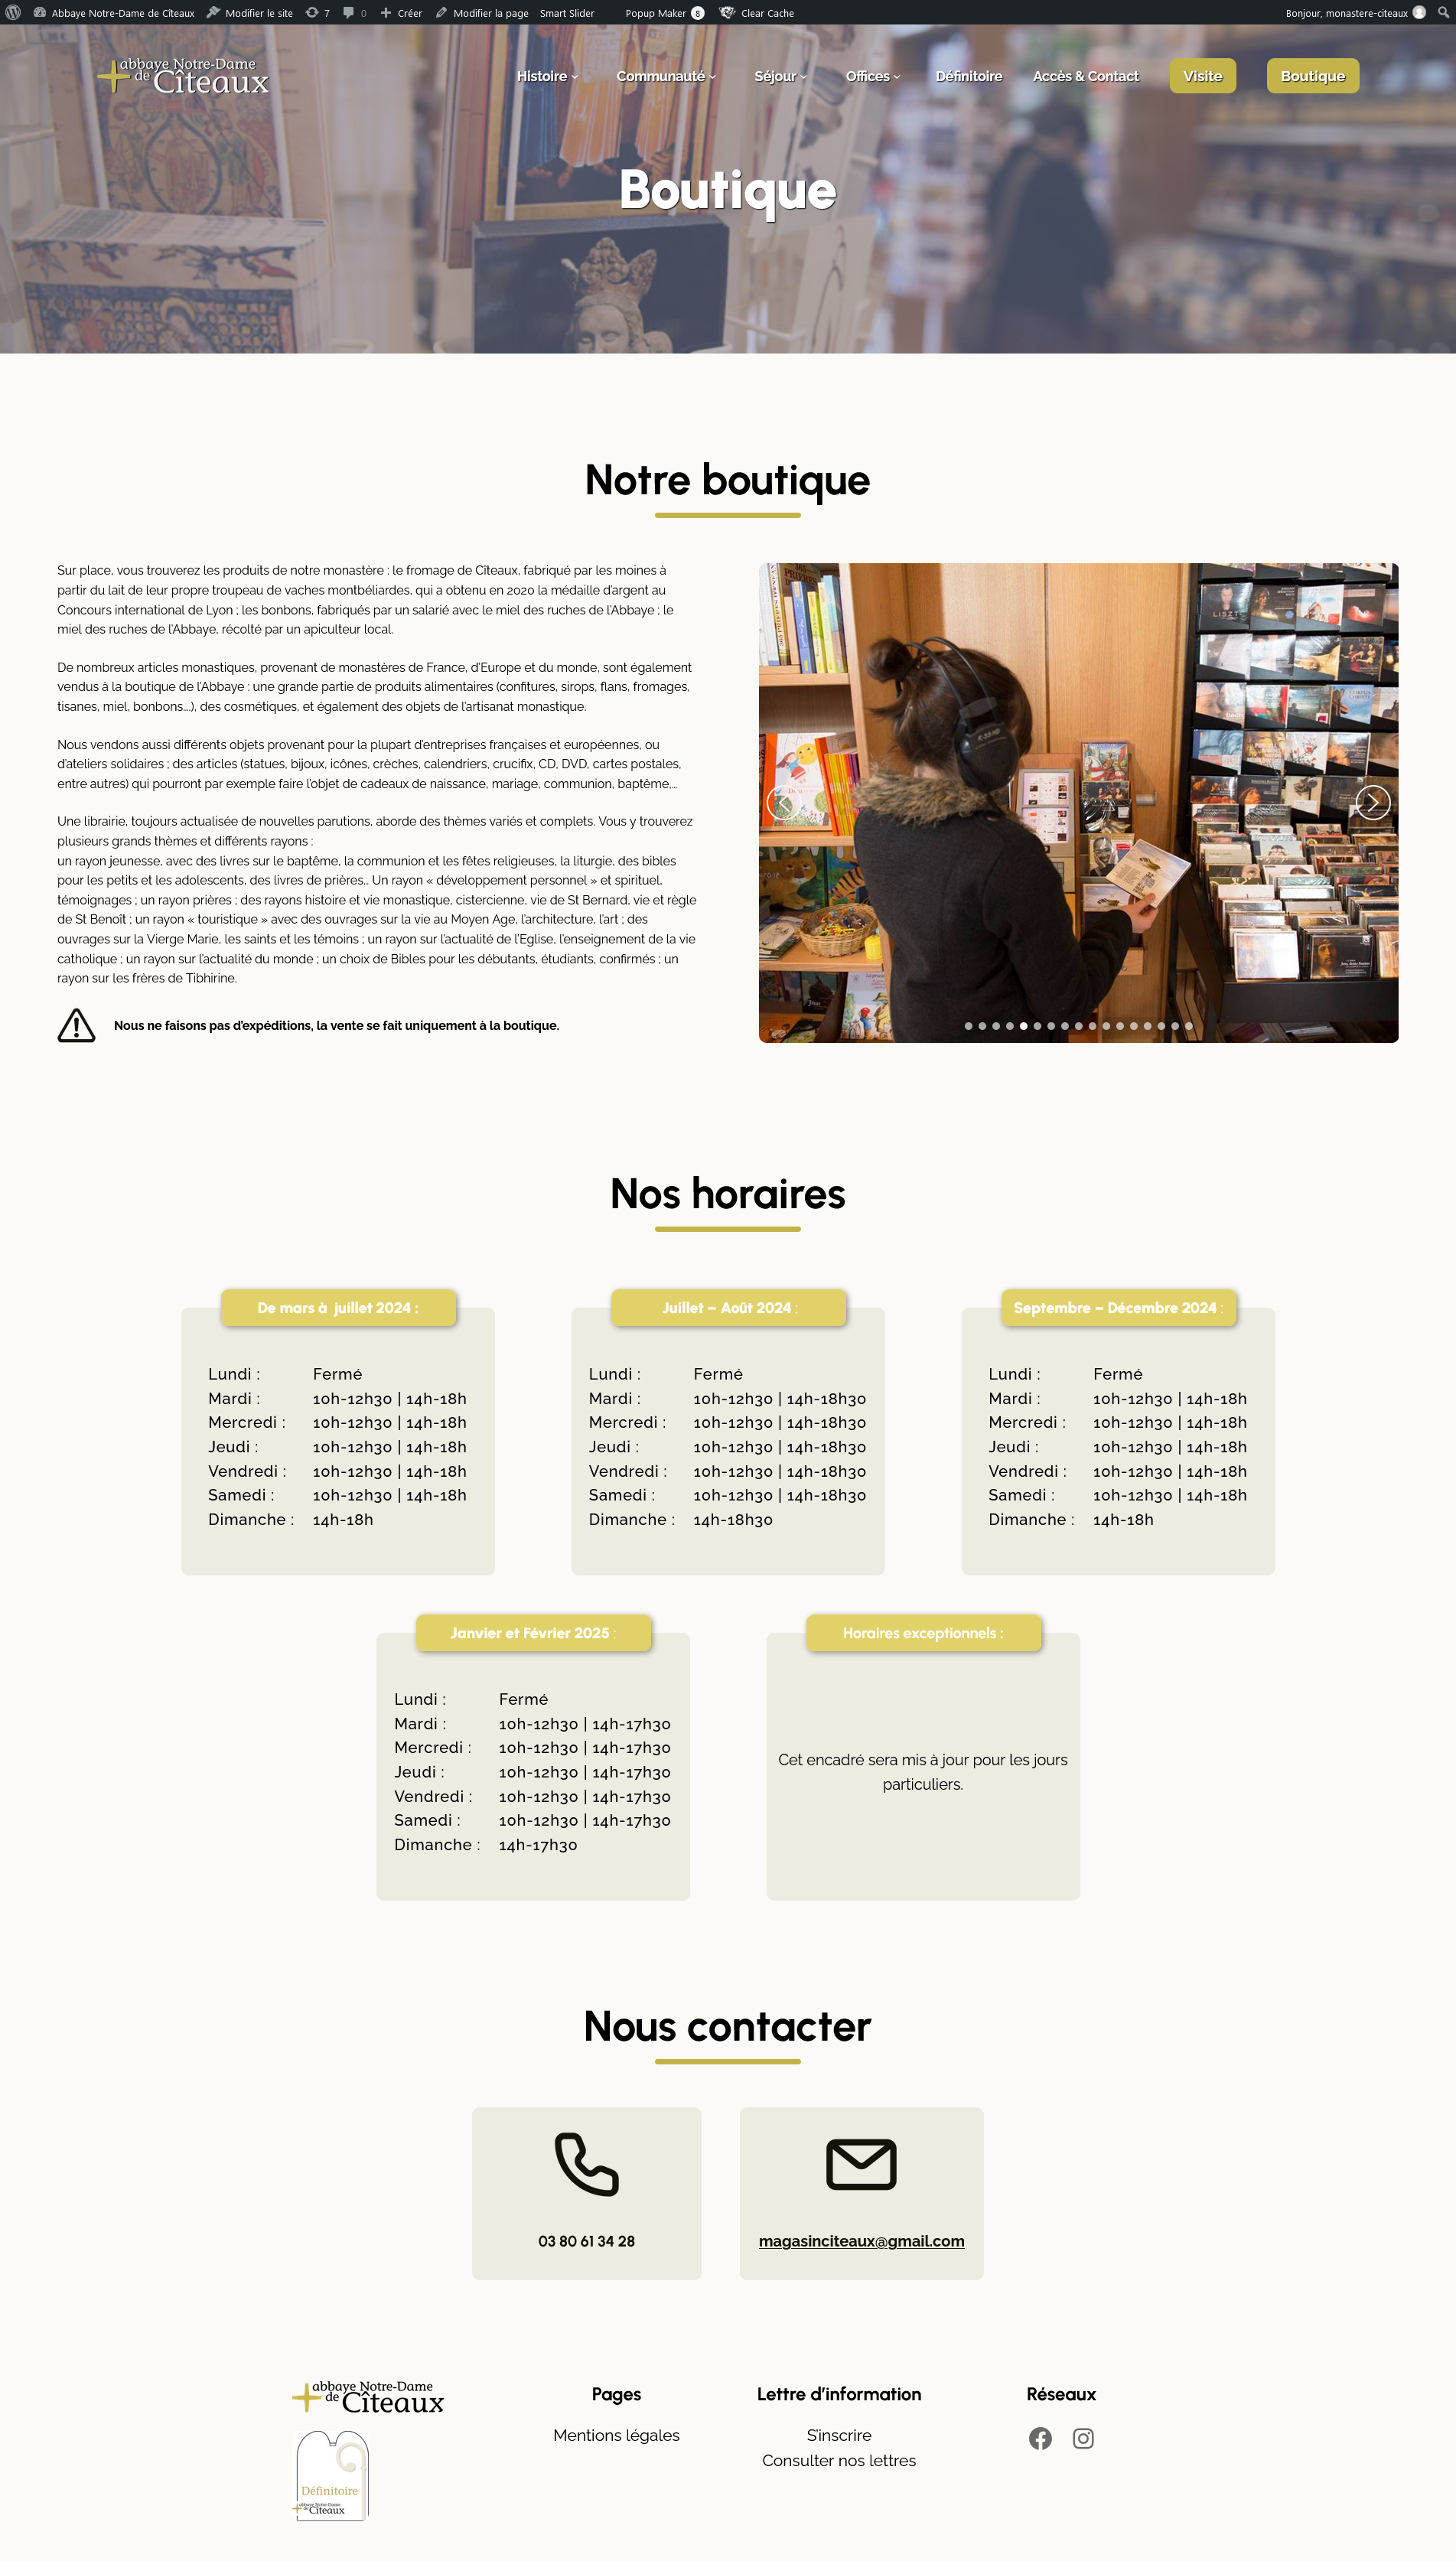 Abbaye Notre-Dame de Cîteaux Modifier le site 7 0 Créer Modifier la page Smart Slider Popup Maker 8 Clear Cache Bonjour, monastere-citeaux
abbaye Notre-Dame
de Cîteaux
Histoire Communauté Séjour Offices Définitoire Accès & Contact Visite Boutique
Boutique
Notre boutique
Sur place, vous trouverez les produits de notre monastère : le fromage de Cîteaux, fabriqué par les moines à
partir du lait de leur propre troupeau de vaches montbéliardes, qui a obtenu en 2020 la médaille d’argent au
Concours international de Lyon ; les bonbons, fabriqués par un salarié avec le miel des ruches de l’Abbaye ; le
miel des ruches de l’Abbaye, récolté par un apiculteur local.
De nombreux articles monastiques, provenant de monastères de France, d’Europe et du monde, sont également
vendus à la boutique de l’Abbaye : une grande partie de produits alimentaires (confitures, sirops, flans, fromages,
tisanes, miel, bonbons….), des cosmétiques, et également des objets de l’artisanat monastique.
Nous vendons aussi différents objets provenant pour la plupart d’entreprises françaises et européennes, ou
d’ateliers solidaires ; des articles (statues, bijoux, icônes, crèches, calendriers, crucifix, CD, DVD, cartes postales,
entre autres) qui pourront par exemple faire l’objet de cadeaux de naissance, mariage, communion, baptême,…
Une librairie, toujours actualisée de nouvelles parutions, aborde des thèmes variés et complets. Vous y trouverez
plusieurs grands thèmes et différents rayons :
un rayon jeunesse, avec des livres sur le baptême, la communion et les fêtes religieuses, la liturgie, des bibles
pour les petits et les adolescents, des livres de prières… Un rayon « développement personnel » et spirituel,
témoignages ; un rayon prières ; des rayons histoire et vie monastique, cistercienne, vie de St Bernard, vie et règle
de St Benoît ; un rayon « touristique » avec des ouvrages sur la vie au Moyen Age, l’architecture, l’art ; des
ouvrages sur la Vierge Marie, les saints et les témoins ; un rayon sur l’actualité de l’Eglise, l’enseignement de la vie
catholique ; un rayon sur l’actualité du monde ; un choix de Bibles pour les débutants, étudiants, confirmés ; un
rayon sur les frères de Tibhirine.
Nous ne faisons pas d’expéditions, la vente se fait uniquement à la boutique.
Nos horaires
De mars à juillet 2024 :
Lundi : Fermé
Mardi : 10h-12h30 | 14h-18h
Mercredi : 10h-12h30 | 14h-18h
Jeudi : 10h-12h30 | 14h-18h
Vendredi : 10h-12h30 | 14h-18h
Samedi : 10h-12h30 | 14h-18h
Dimanche : 14h-18h
Juillet – Août 2024 :
Lundi : Fermé
Mardi : 10h-12h30 | 14h-18h30
Mercredi : 10h-12h30 | 14h-18h30
Jeudi : 10h-12h30 | 14h-18h30
Vendredi : 10h-12h30 | 14h-18h30
Samedi : 10h-12h30 | 14h-18h30
Dimanche : 14h-18h30
Septembre – Décembre 2024 :
Lundi : Fermé
Mardi : 10h-12h30 | 14h-18h
Mercredi : 10h-12h30 | 14h-18h
Jeudi : 10h-12h30 | 14h-18h
Vendredi : 10h-12h30 | 14h-18h
Samedi : 10h-12h30 | 14h-18h
Dimanche : 14h-18h
Janvier et Février 2025 :
Lundi : Fermé
Mardi : 10h-12h30 | 14h-17h30
Mercredi : 10h-12h30 | 14h-17h30
Jeudi : 10h-12h30 | 14h-17h30
Vendredi : 10h-12h30 | 14h-17h30
Samedi : 10h-12h30 | 14h-17h30
Dimanche : 14h-17h30
Horaires exceptionnels :
Cet encadré sera mis à jour pour les jours
particuliers.
Nous contacter
03 80 61 34 28
magasinciteaux@gmail.com
abbaye Notre-Dame
de Cîteaux
Définitoire
abbaye Notre-Dame
de Cîteaux
Pages
Mentions légales
Lettre d’information
S’inscrire
Consulter nos lettres
Réseaux